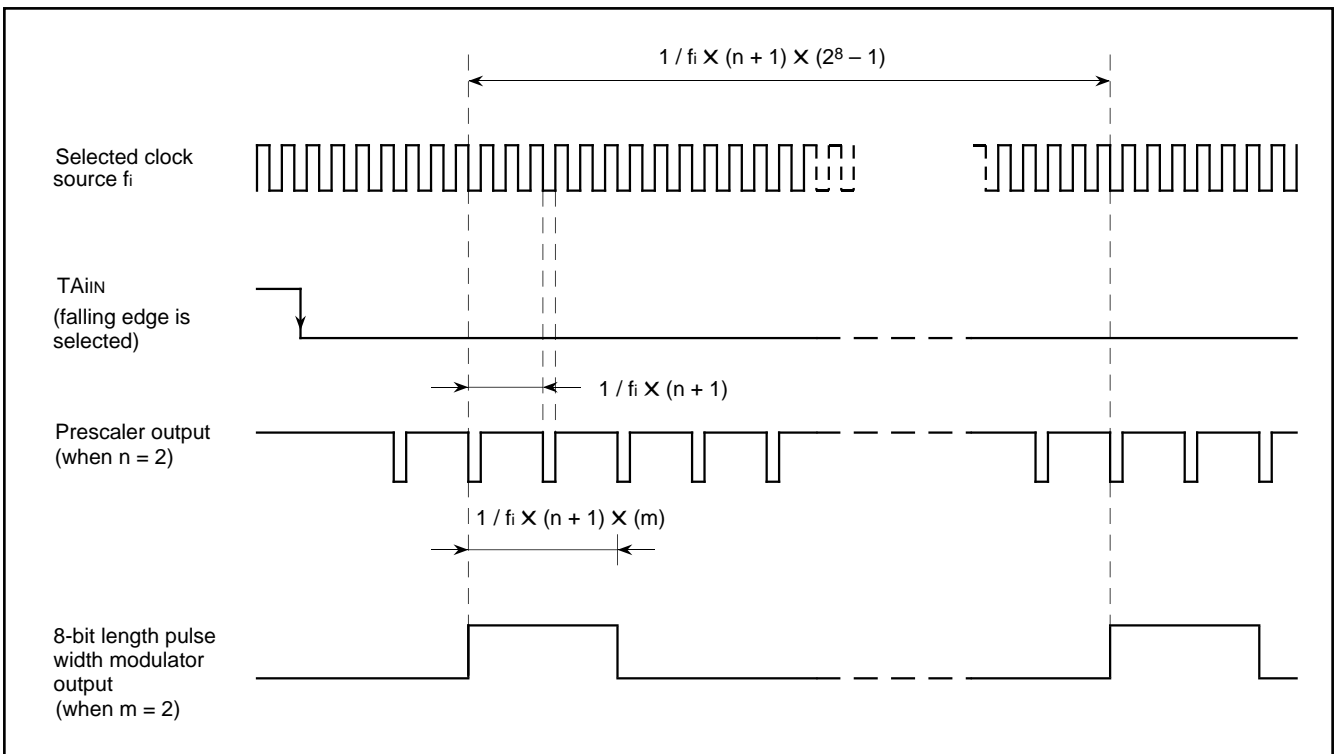 1 / fi × (n + 1) × (2⁸ – 1)
Selected clock
source fi
TAiIN
(falling edge is
selected)
1 / fi × (n + 1)
Prescaler output
(when n = 2)
1 / fi × (n + 1) × (m)
8-bit length pulse
width modulator
output
(when m = 2)